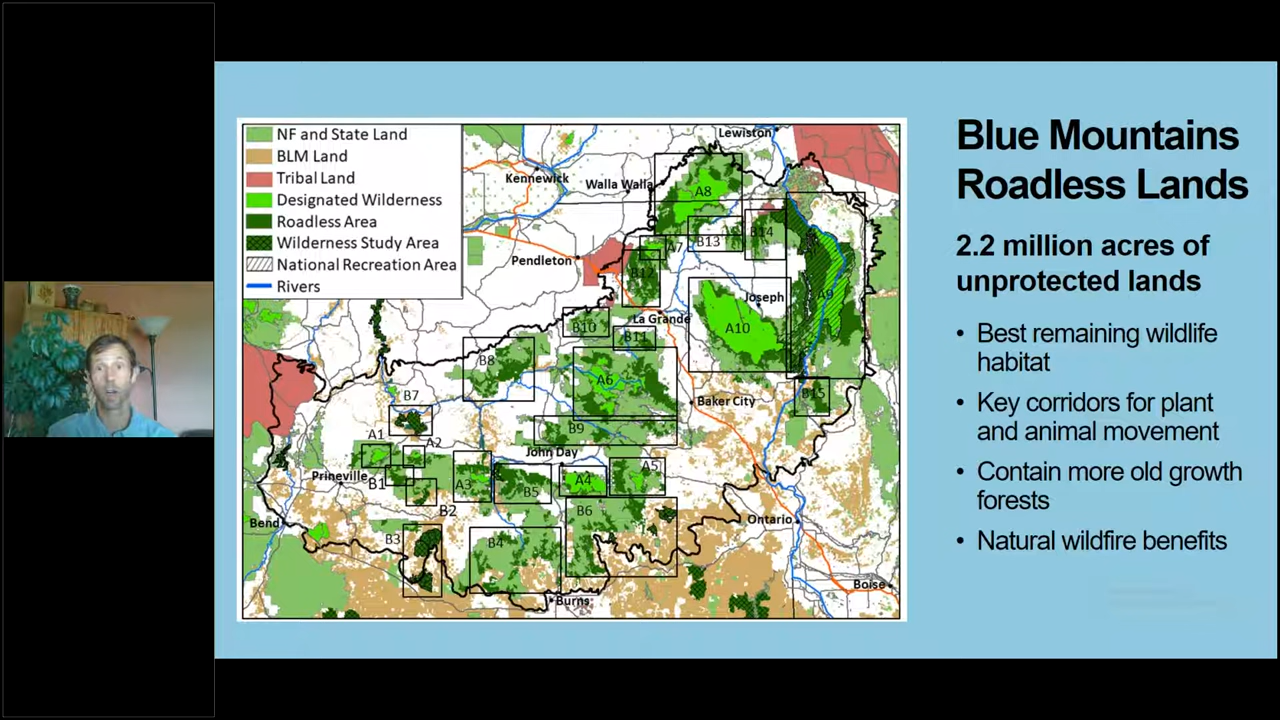 NF and State Land
BLM Land
Tribal Land
Designated Wilderness
Roadless Area
Wilderness Study Area
National Recreation Area
Rivers
Lewiston
Kennewick
Walla Walla
A8
B14
B13
A7
Pendleton
B12
Joseph
A9
La Grande
A10
B10
B11
B8
A6
B7
Baker City
B15
B9
A1
A2
John Day
Prineville
B1
A3
B5
A4
A5
B2
B6
Bend
B3
B4
Ontario
Burns
Boise
Blue Mountains
Roadless Lands
2.2 million acres of
unprotected lands
• Best remaining wildlife
habitat
• Key corridors for plant
and animal movement
• Contain more old growth
forests
• Natural wildfire benefits